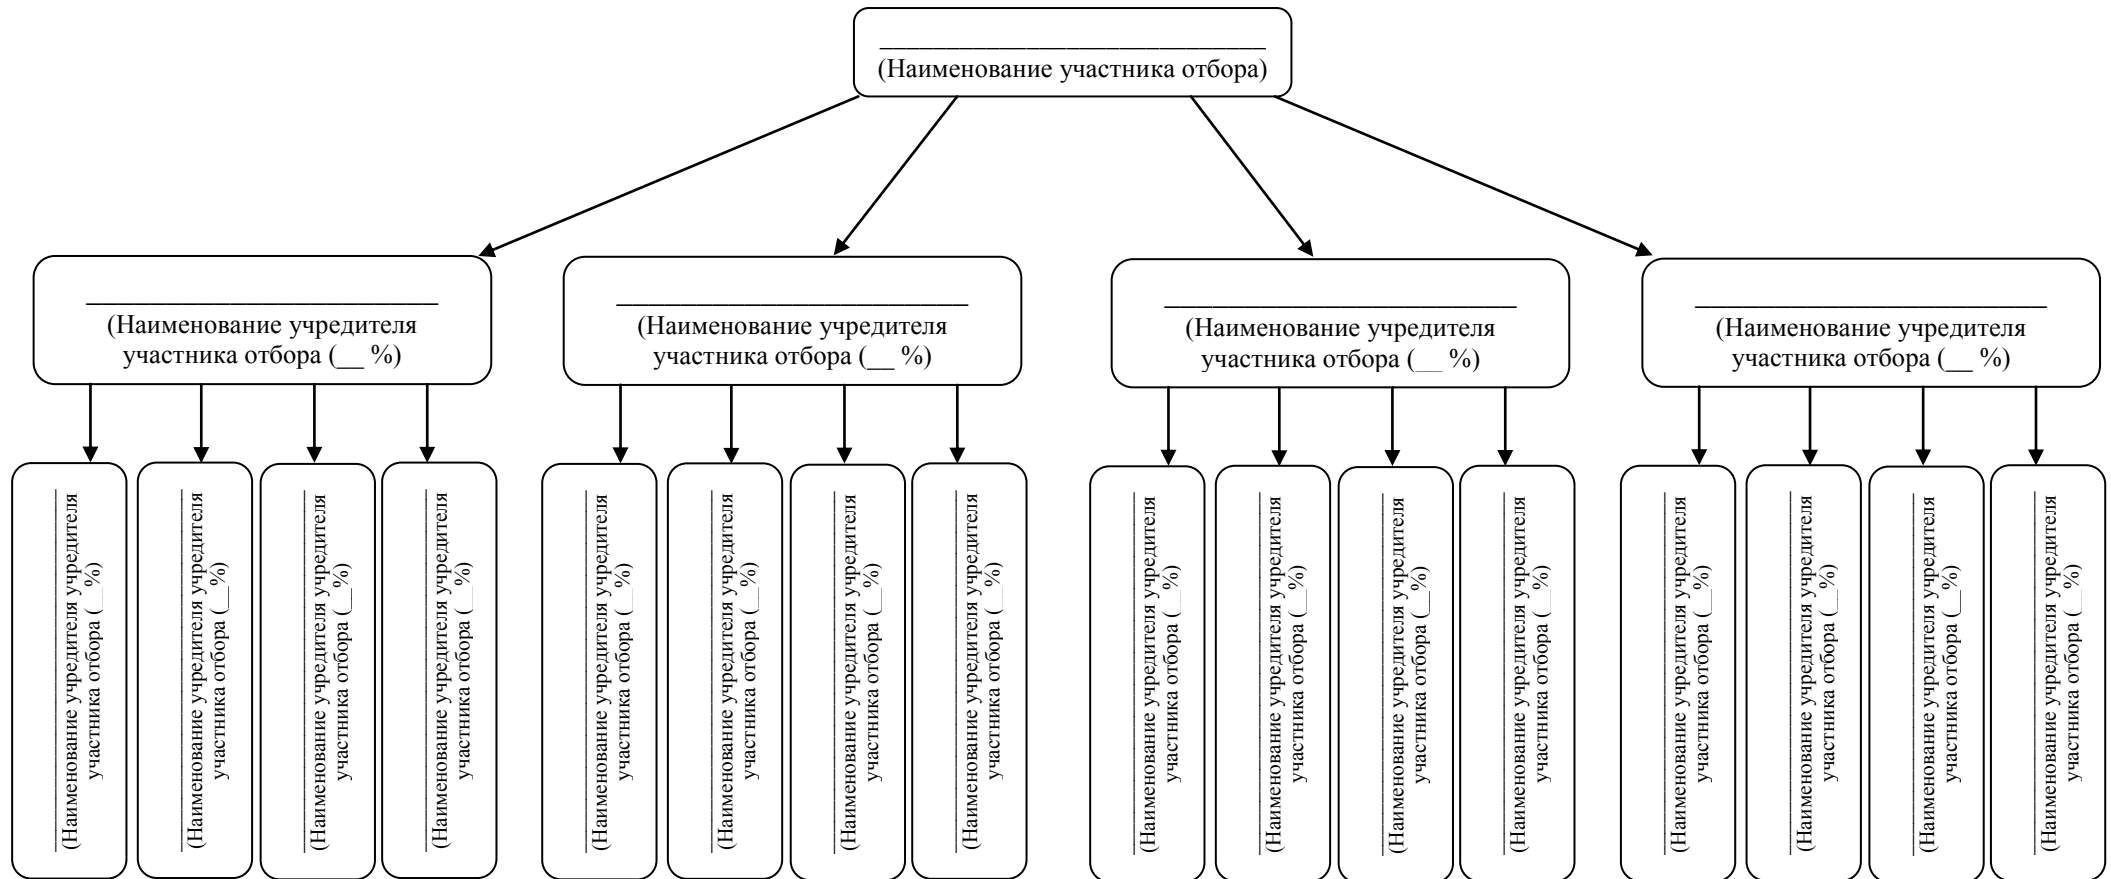 _____________________________
(Наименование участника отбора)
__________________________
(Наименование учредителя
участника отбора (__ %)
__________________________
(Наименование учредителя
участника отбора (__ %)
__________________________
(Наименование учредителя
участника отбора (__ %)
__________________________
(Наименование учредителя
участника отбора (__ %)
(Наименование учредителя учредителя
участника отбора (__%)
(Наименование учредителя учредителя
участника отбора (__%)
(Наименование учредителя учредителя
участника отбора (__%)
(Наименование учредителя учредителя
участника отбора (__%)
(Наименование учредителя учредителя
участника отбора (__%)
(Наименование учредителя учредителя
участника отбора (__%)
(Наименование учредителя учредителя
участника отбора (__%)
(Наименование учредителя учредителя
участника отбора (__%)
(Наименование учредителя учредителя
участника отбора (__%)
(Наименование учредителя учредителя
участника отбора (__%)
(Наименование учредителя учредителя
участника отбора (__%)
(Наименование учредителя учредителя
участника отбора (__%)
(Наименование учредителя учредителя
участника отбора (__%)
(Наименование учредителя учредителя
участника отбора (__%)
(Наименование учредителя учредителя
участника отбора (__%)
(Наименование учредителя учредителя
участника отбора (__%)